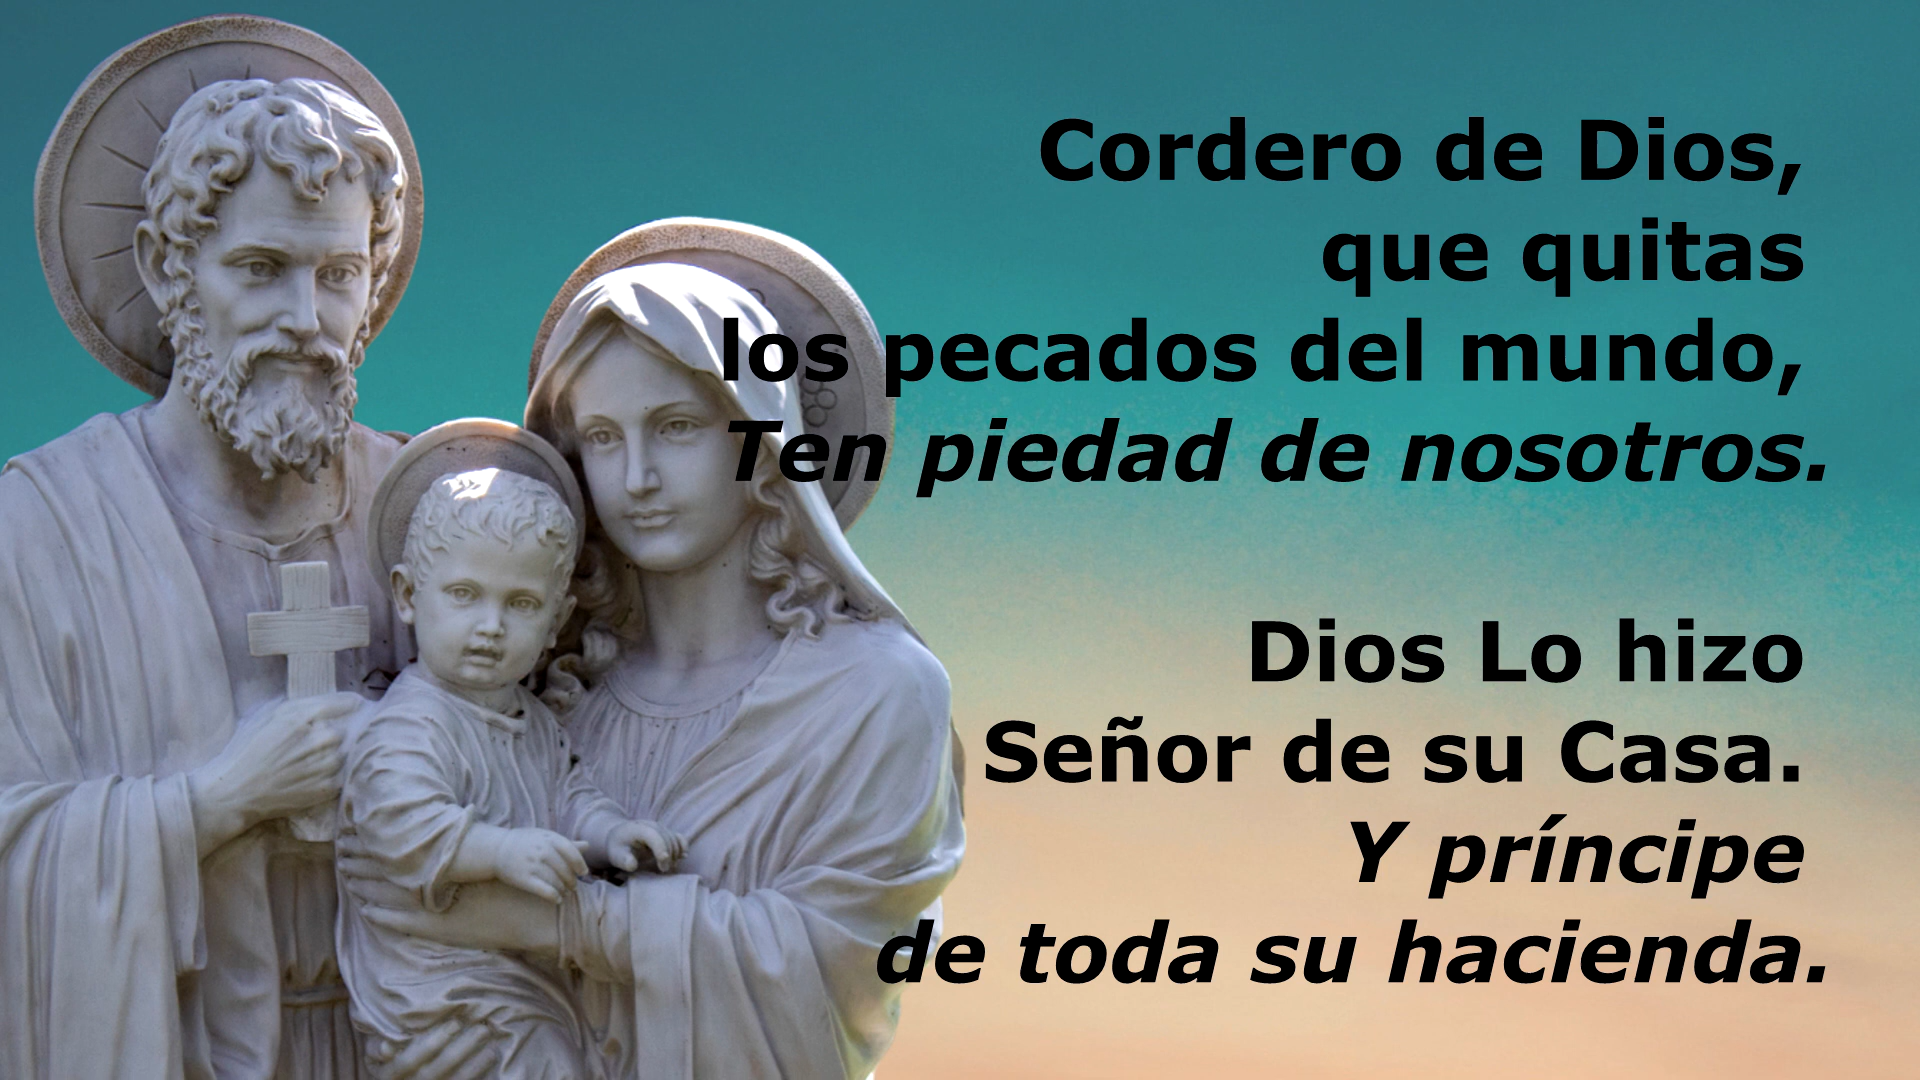 Cordero de Dios,
que quitas
los pecados del mundo,
Ten piedad de nosotros.
Dios Lo hizo
Señor de su Casa.
Y príncipe
de toda su hacienda.